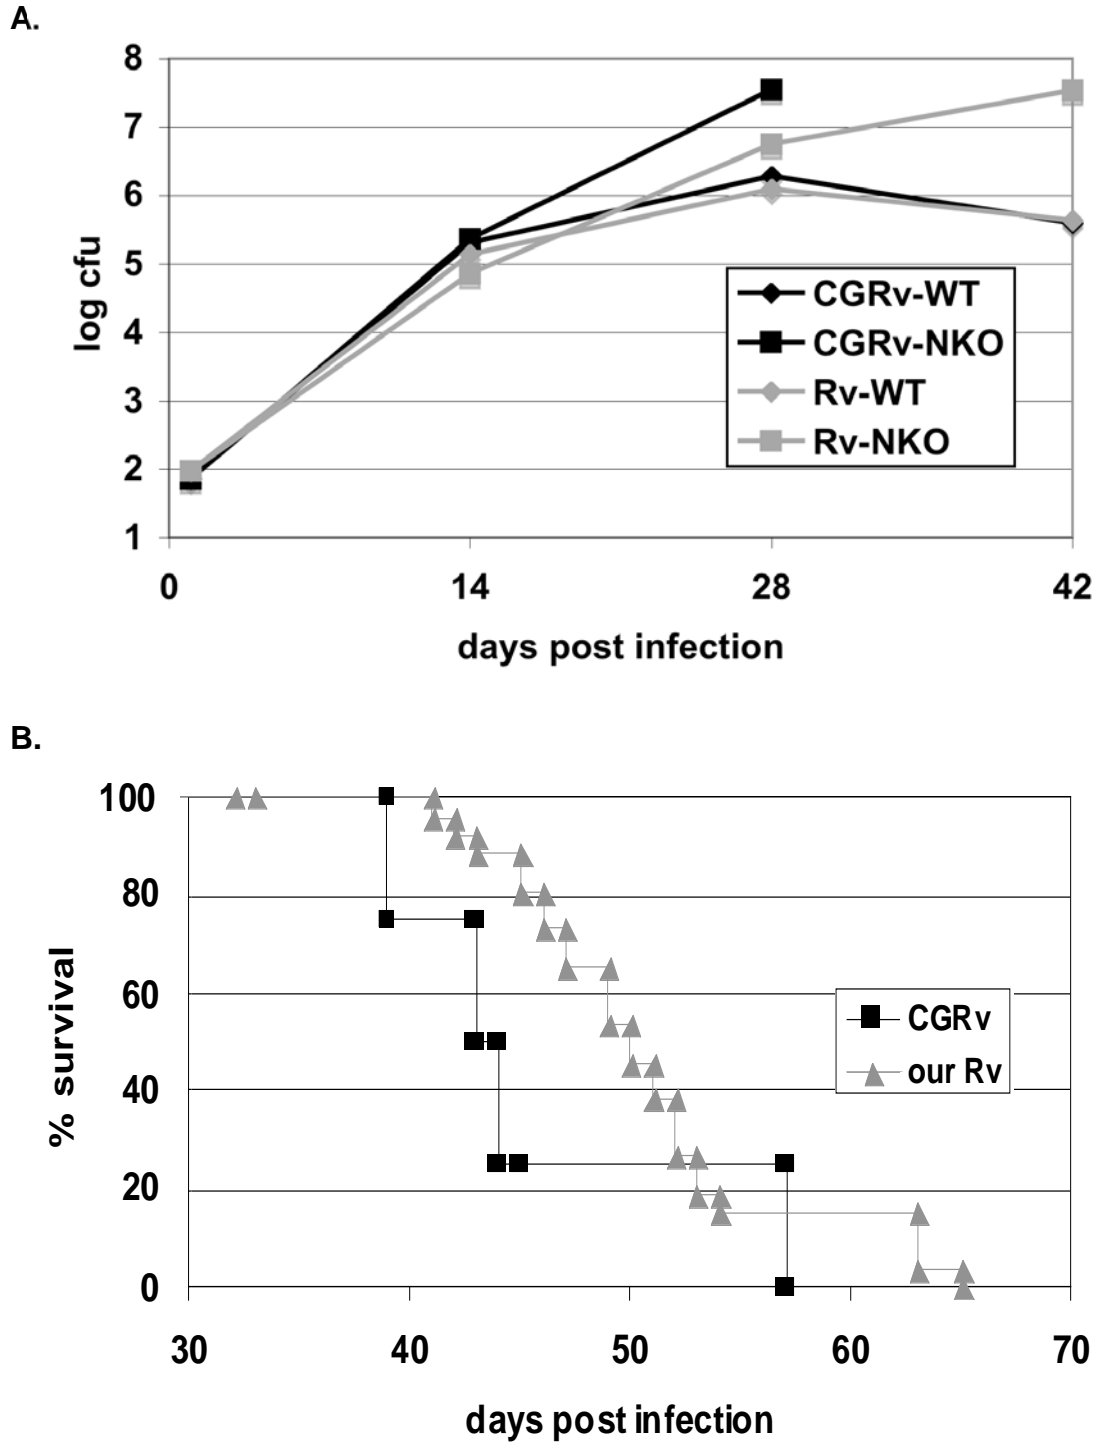 A.
8
7
6
5
4
3
2
1
log cfu
CGRv-WT
CGRv-NKO
Rv-WT
Rv-NKO
0 14 28 42
days post infection
B.
100
80
60
40
20
0
% survival
CGRv
our Rv
30 40 50 60 70
days post infection